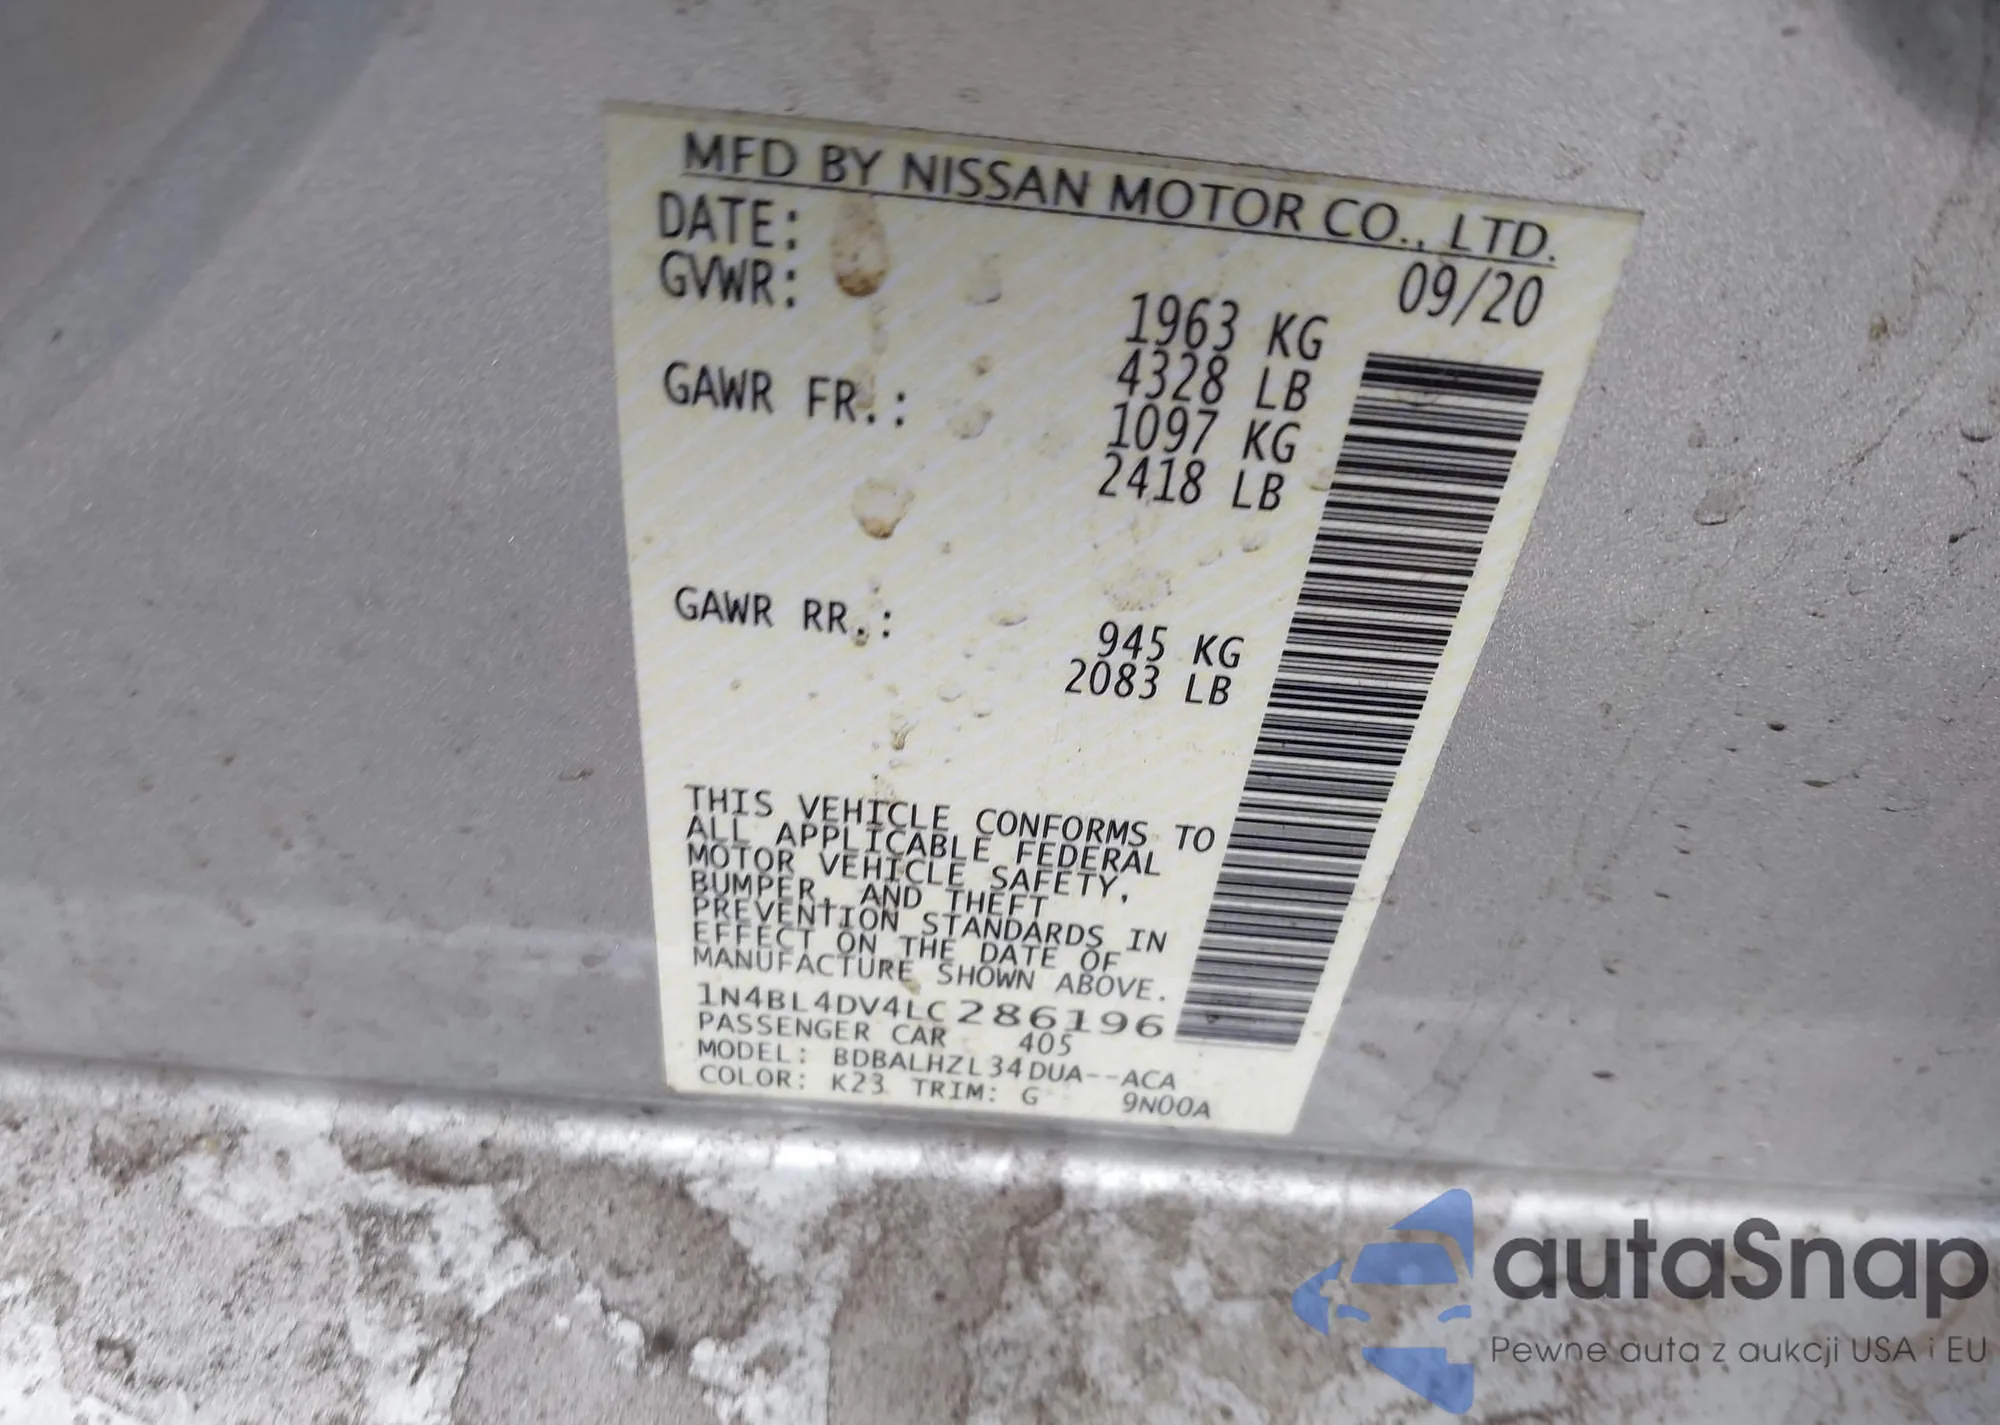 MFD BY NISSAN MOTOR CO., LTD.
DATE: 09/20
GVWR: 1963 KG
4328 LB
GAWR FR.: 1097 KG
2418 LB
GAWR RR.: 945 KG
2083 LB
THIS VEHICLE CONFORMS TO
ALL APPLICABLE FEDERAL
MOTOR VEHICLE SAFETY,
BUMPER, AND THEFT
PREVENTION STANDARDS IN
EFFECT ON THE DATE OF
MANUFACTURE SHOWN ABOVE.
1N4BL4DV4LC286196
PASSENGER CAR 405
MODEL: BDBALHZL34DUA--ACA
COLOR: K23 TRIM: G 9N00A
autaSnap
Pewne auta z aukcji USA i EU